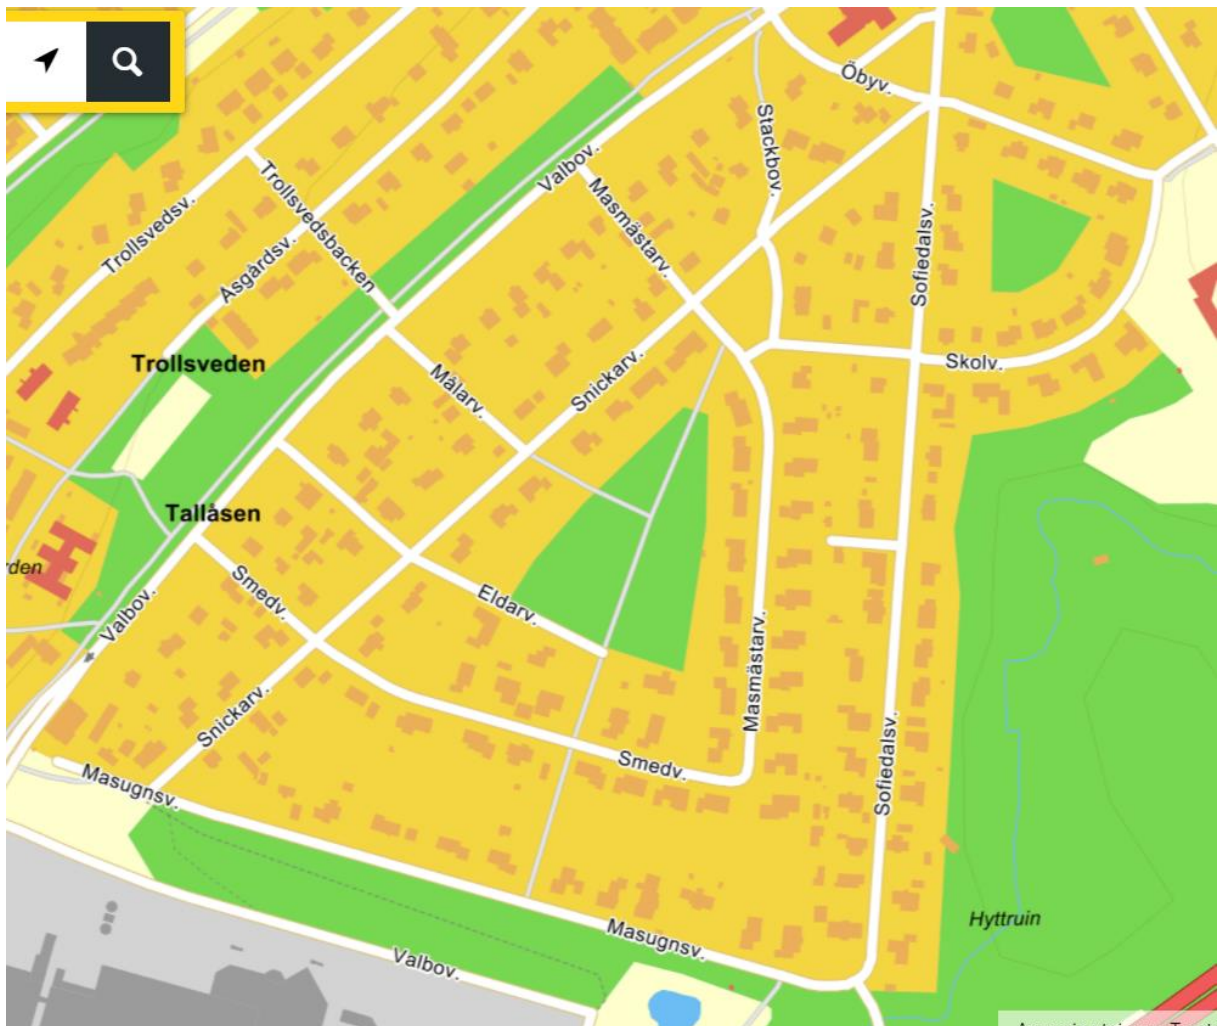 Öbyv.
Stackbov.
Valbov.
Trollsvedsbacken
Masmästarv.
Trollsvedsv.
Asgårdsv.
Sofiedalsv.
Trollsveden
Skolv.
Målarv.
Snickarv.
Tallåsen
rden
Smedv.
Eldarv.
Valbov.
Masmästarv.
Snickarv.
Smedv.
Sofiedalsv.
Masugnsv.
Hyttruin
Masugnsv.
Valbov.